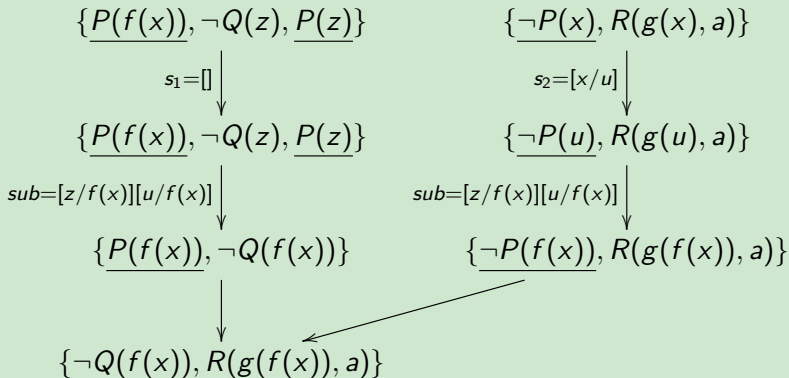 {P(f(x)), ¬Q(z), P(z)} {¬P(x), R(g(x), a)}
s₁=[] s₂=[x/u]
{P(f(x)), ¬Q(z), P(z)} {¬P(u), R(g(u), a)}
sub=[z/f(x)][u/f(x)] sub=[z/f(x)][u/f(x)]
{P(f(x)), ¬Q(f(x))} {¬P(f(x)), R(g(f(x)), a)}
{¬Q(f(x)), R(g(f(x)), a)}